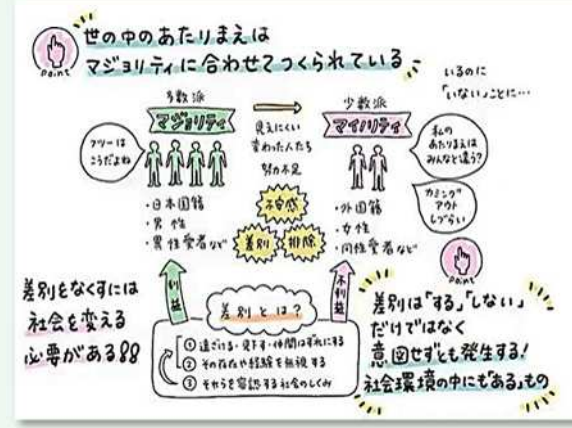 point
世の中のあたりまえは
マジョリティに合わせてつくられている
いるのに
「いない」ことに…
多数派
マジョリティ
フツーは
こうだよね
・日本国籍
・男性
・異性愛者など
見えにくい
変わった人たち
努力不足
少数派
マイノリティ
私の
あたりまえは
みんなと違う?
カミング
アウト
しづらい
・外国籍
・女性
・同性愛者など
不安感
差別
排除
利益
不利益
差別とは?
① 遠ざける・見下す・仲間はずれにする
② その存在や経験を無視する
③ それらを容認する社会のしくみ
差別をなくすには
社会を変える
必要がある
point
差別は「する」「しない」
だけではなく
意図せずとも発生する!
社会環境の中にも「ある」もの